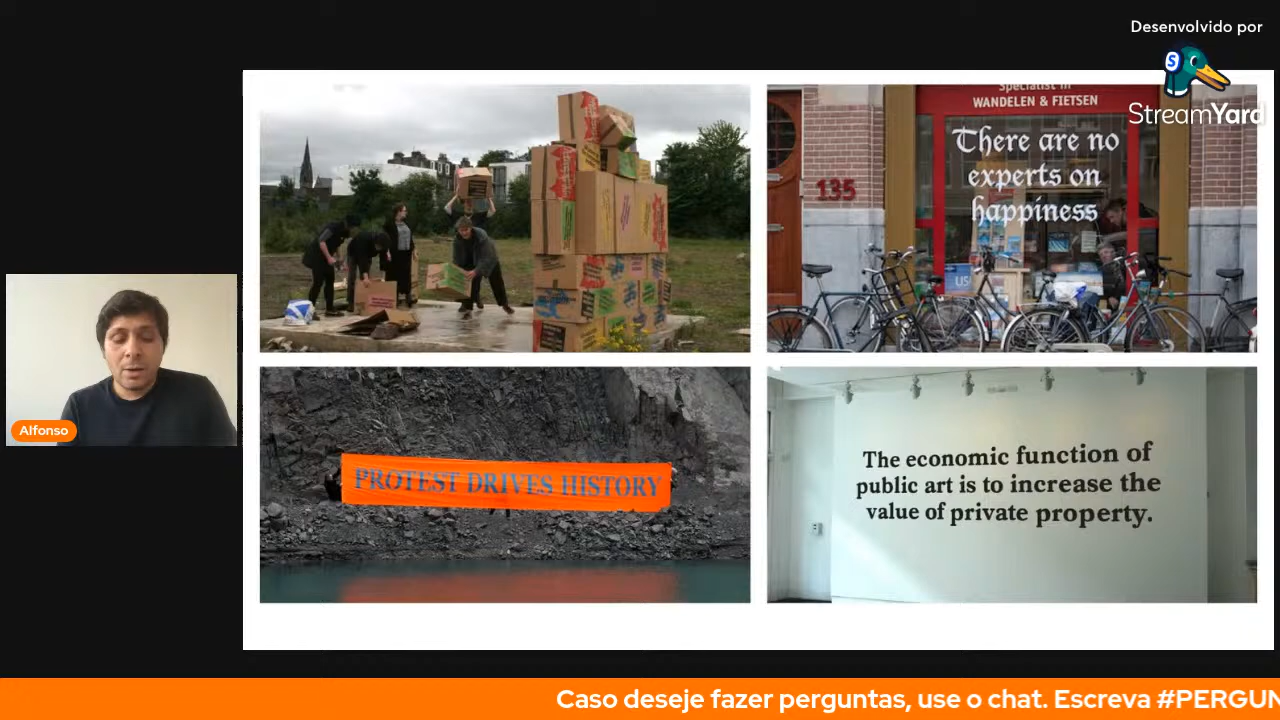 Desenvolvido por
StreamYard
Specialist in
WANDELEN & FIETSEN
There are no
experts on
happiness
135
US
Alfonso
PROTEST DRIVES HISTORY
The economic function of
public art is to increase the
value of private property.
Caso deseje fazer perguntas, use o chat. Escreva #PERGUN